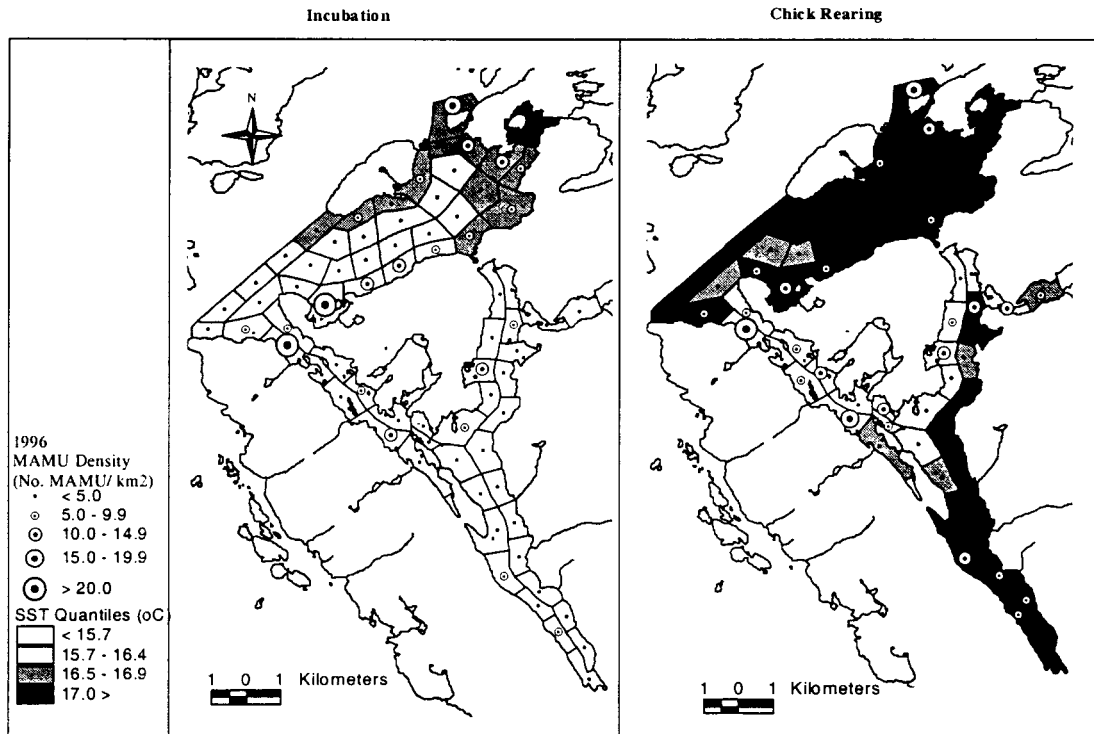 Incubation
Chick Rearing
N
1996
MAMU Density
(No. MAMU/ km2)
< 5.0
5.0 - 9.9
10.0 - 14.9
15.0 - 19.9
> 20.0
SST Quantiles (oC)
< 15.7
15.7 - 16.4
16.5 - 16.9
17.0 >
1 0 1 Kilometers
1 0 1 Kilometers